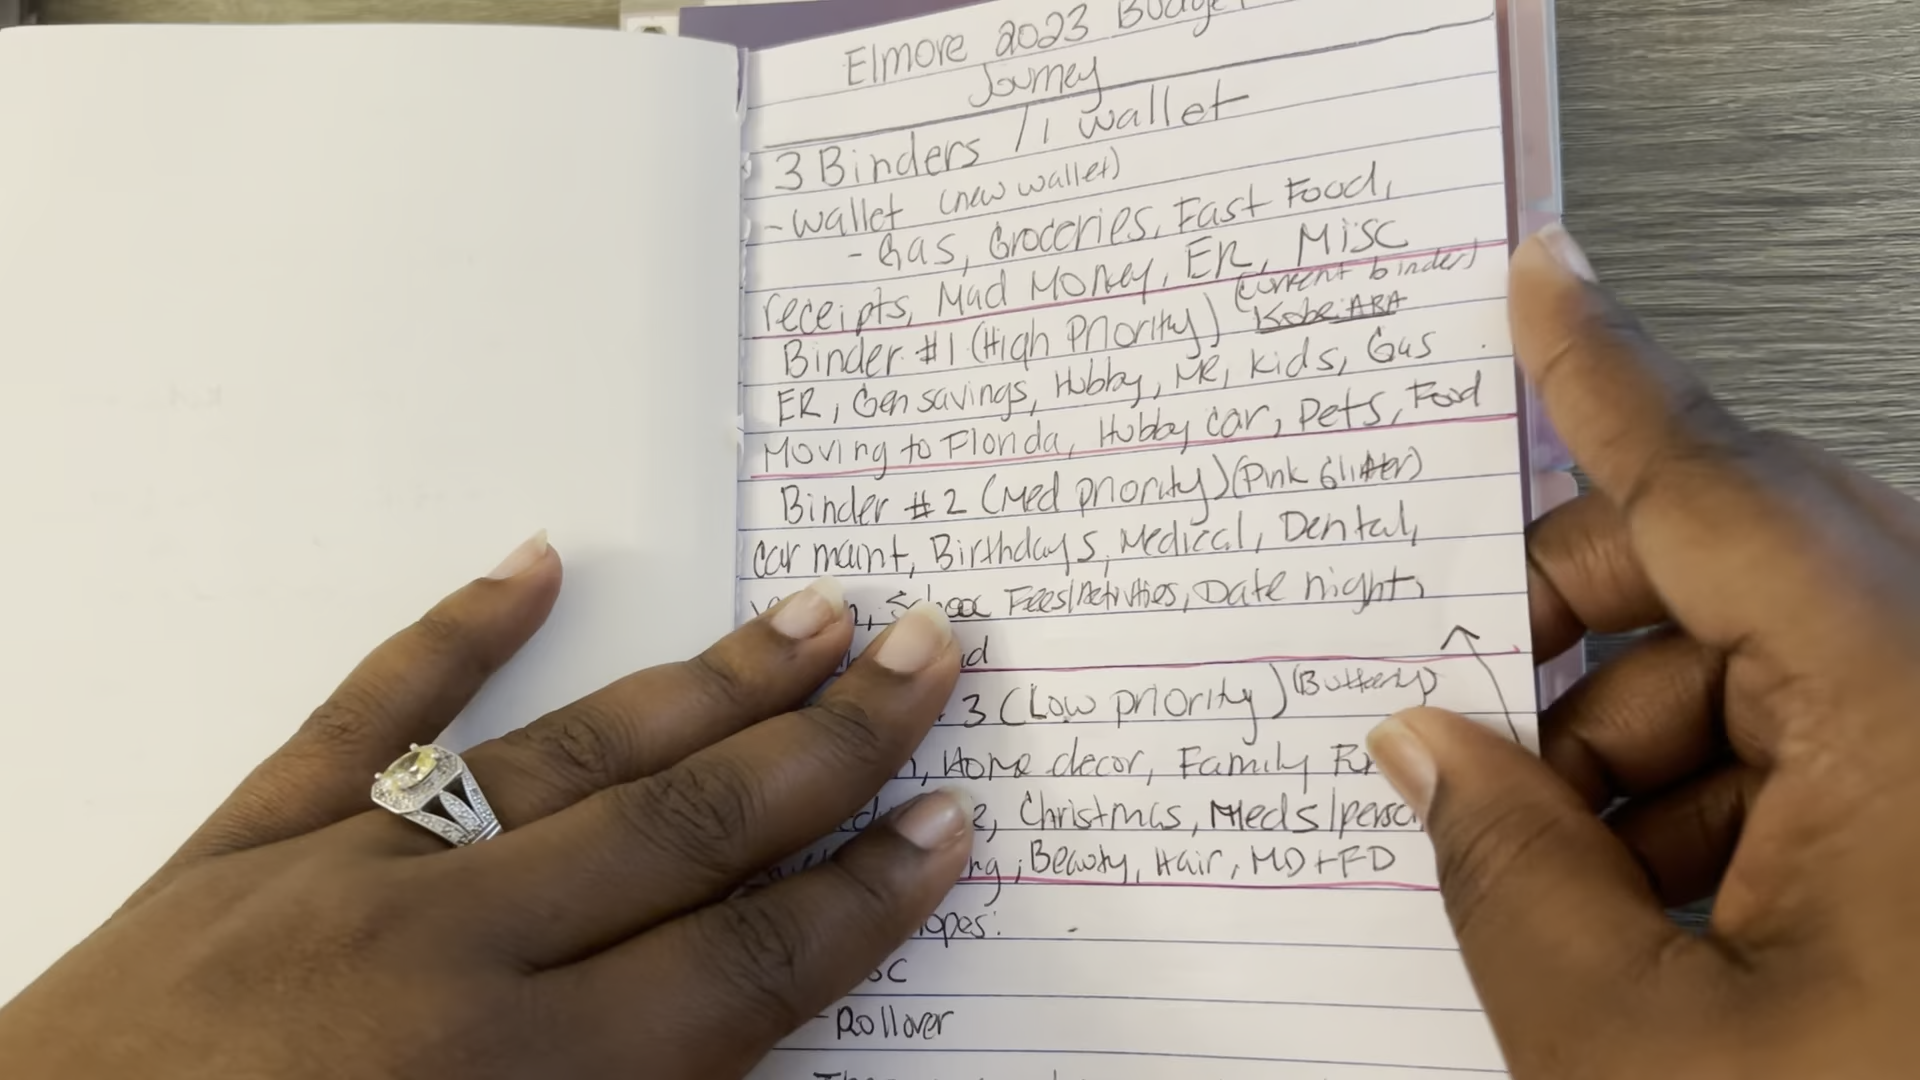 Elmore 2023 Budget
Journey
3 Binders / 1 wallet
- wallet (new wallet)
- Gas, Groceries, Fast Food,
receipts, Mad Money, ER, Misc
Binder #1 (High Priority) (current binder)
Kobe: ABA
ER, Gen savings, Hubby, MR, Kids, Gas
Moving to Florida, Hubby car, Pets, Food
Binder #2 (Med priority) (Pink Glitter)
car maint, Birthdays, Medical, Dental,
School Fees/Activities, Date night,
3 (Low priority) (Butterfly)
Home decor, Family
Christmas, Meds/
Beauty, Hair, MD+FD
- Rollover